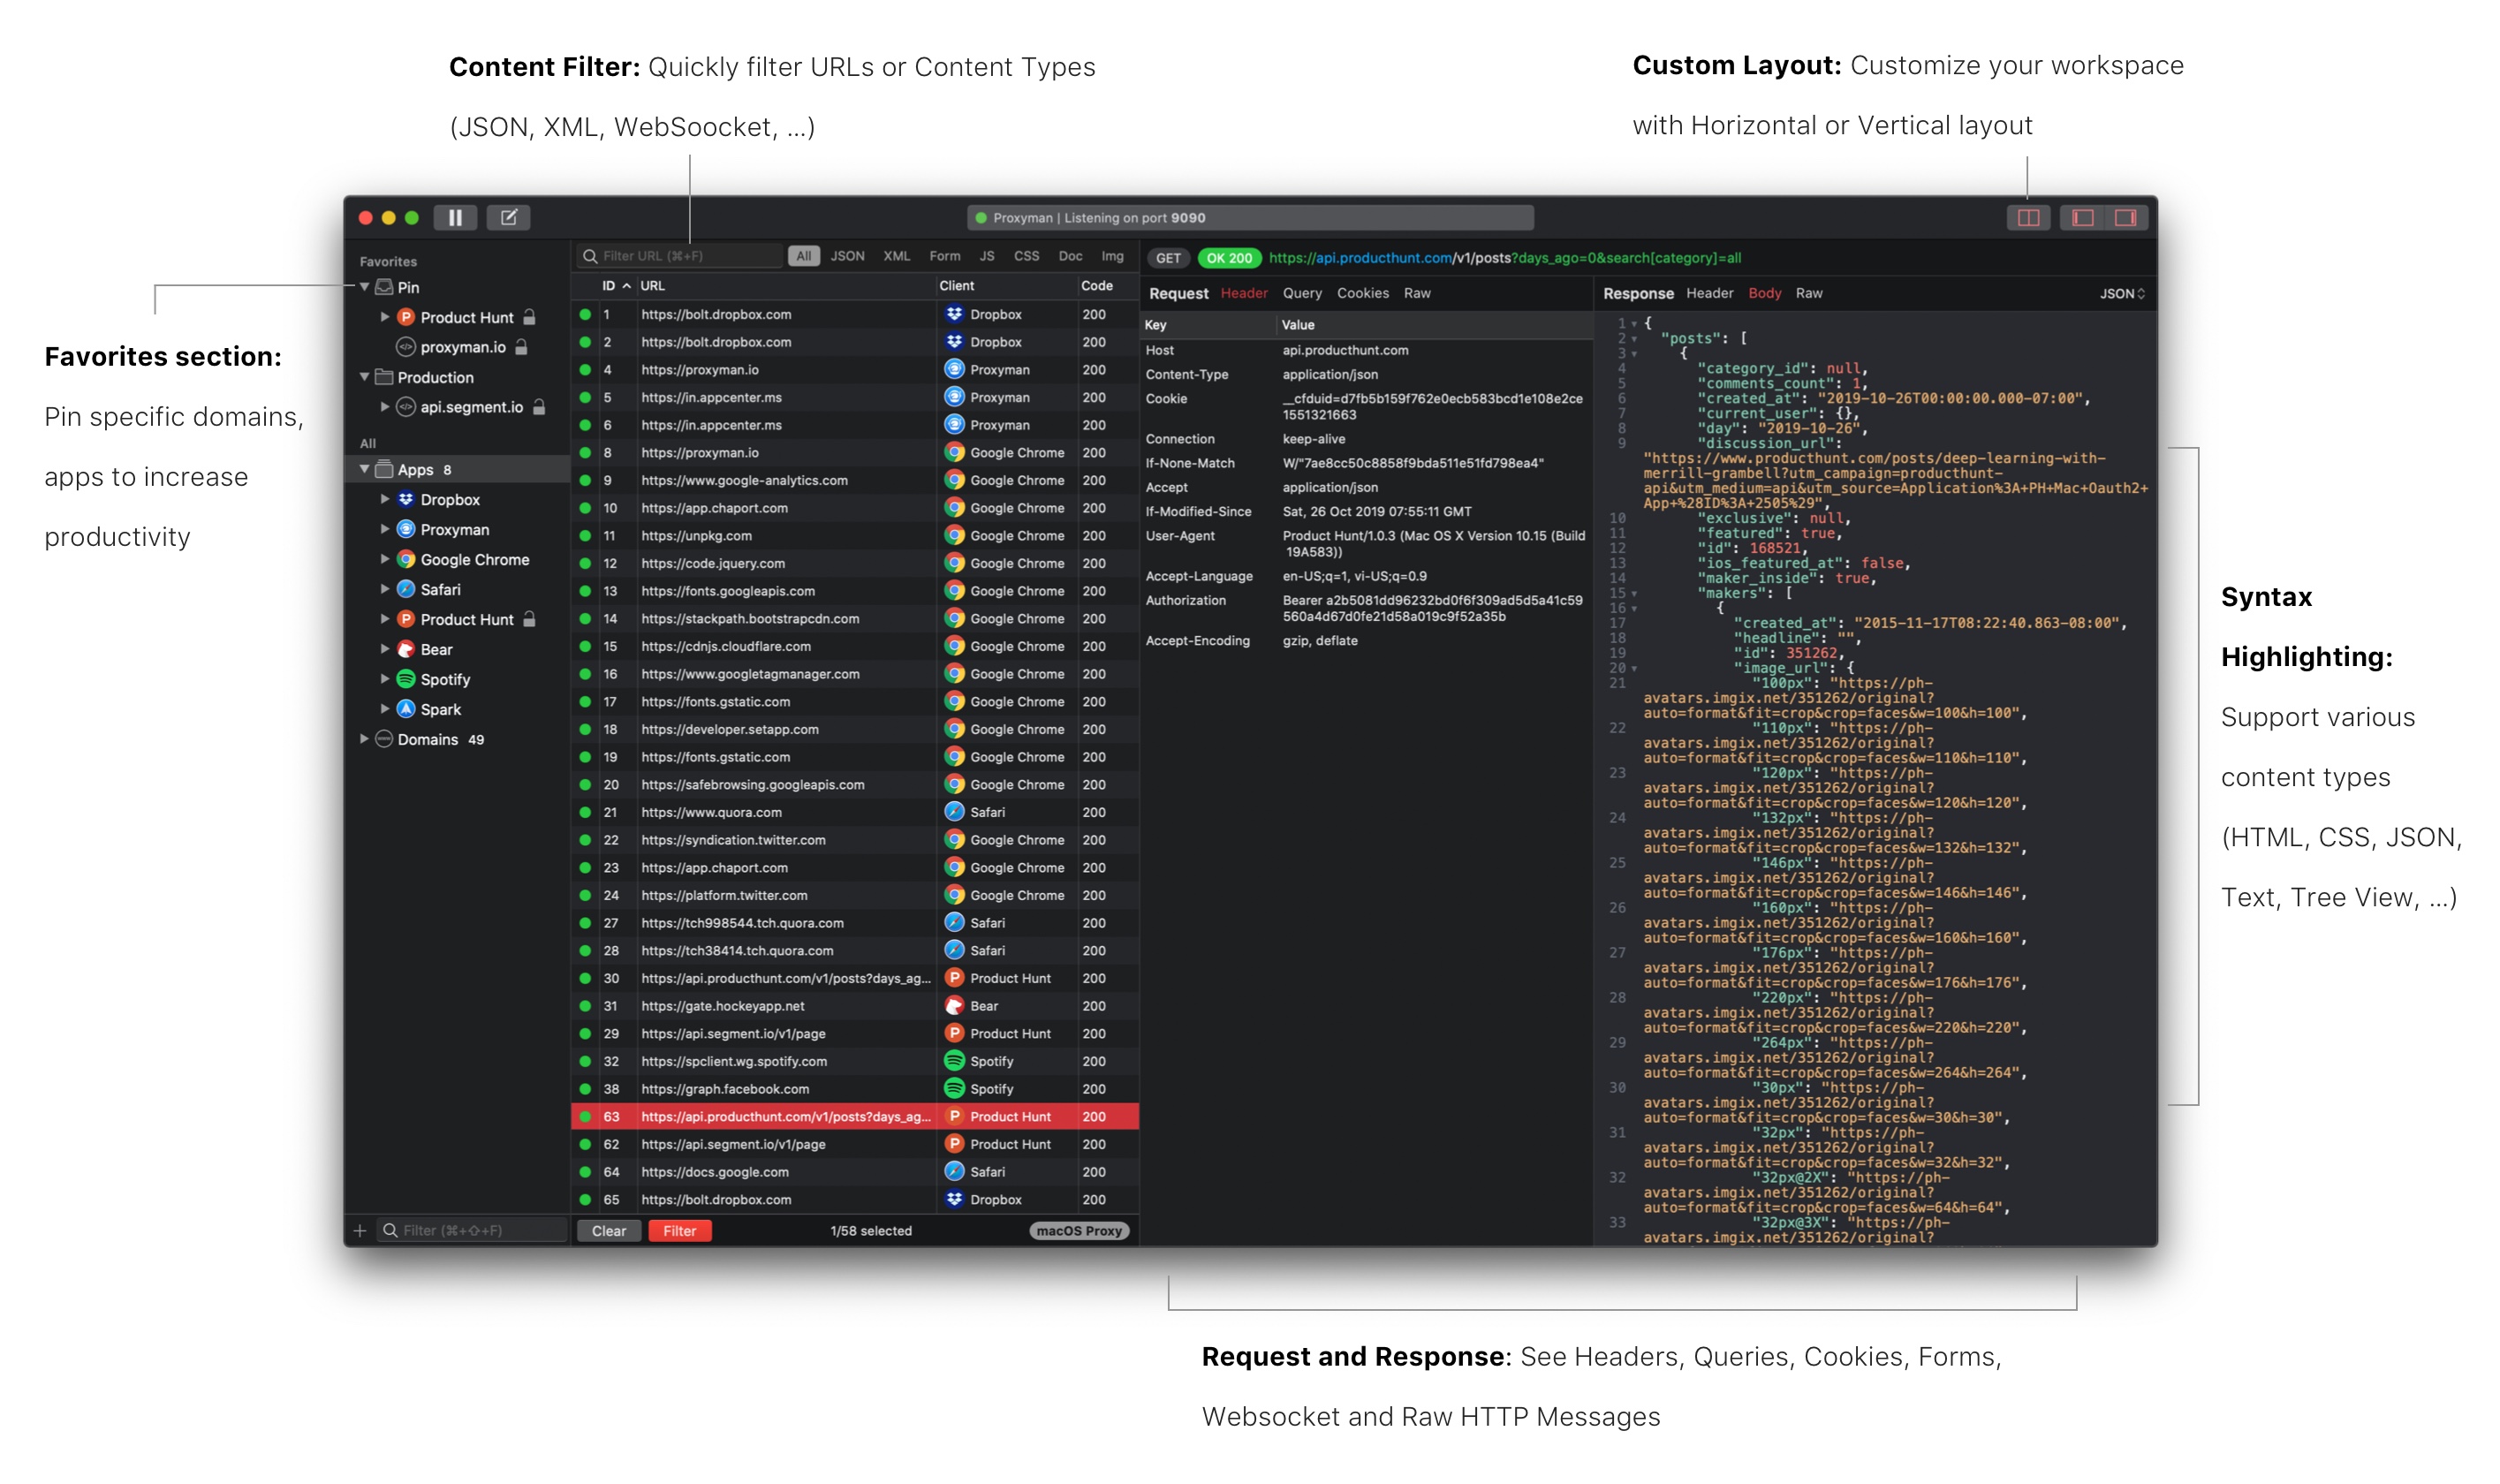 Content Filter: Quickly filter URLs or Content Types
(JSON, XML, WebSoocket, ...)
Custom Layout: Customize your workspace
with Horizontal or Vertical layout
Favorites section:
Pin specific domains,
apps to increase
productivity
Proxyman | Listening on port 9090
Favorites
Pin
Product Hunt
proxyman.io
Production
api.segment.io
All
Apps 8
Dropbox
Proxyman
Google Chrome
Safari
Product Hunt
Bear
Spotify
Spark
Domains 49
Filter (⌘+⇧+F)
Filter URL (⌘+F) All JSON XML Form JS CSS Doc Img
ID URL Client Code
1 https://bolt.dropbox.com Dropbox 200
2 https://bolt.dropbox.com Dropbox 200
4 https://proxyman.io Proxyman 200
5 https://in.appcenter.ms Proxyman 200
6 https://in.appcenter.ms Proxyman 200
8 https://proxyman.io Google Chrome 200
9 https://www.google-analytics.com Google Chrome 200
10 https://app.chaport.com Google Chrome 200
11 https://unpkg.com Google Chrome 200
12 https://code.jquery.com Google Chrome 200
13 https://fonts.googleapis.com Google Chrome 200
14 https://stackpath.bootstrapcdn.com Google Chrome 200
15 https://cdnjs.cloudflare.com Google Chrome 200
16 https://www.googletagmanager.com Google Chrome 200
17 https://fonts.gstatic.com Google Chrome 200
18 https://developer.setapp.com Google Chrome 200
19 https://fonts.gstatic.com Google Chrome 200
20 https://safebrowsing.googleapis.com Google Chrome 200
21 https://www.quora.com Safari 200
22 https://syndication.twitter.com Google Chrome 200
23 https://app.chaport.com Google Chrome 200
24 https://platform.twitter.com Google Chrome 200
27 https://tch998544.tch.quora.com Safari 200
28 https://tch38414.tch.quora.com Safari 200
30 https://api.producthunt.com/v1/posts?days_ag... Product Hunt 200
31 https://gate.hockeyapp.net Bear 200
29 https://api.segment.io/v1/page Product Hunt 200
32 https://spclient.wg.spotify.com Spotify 200
38 https://graph.facebook.com Spotify 200
63 https://api.producthunt.com/v1/posts?days_ag... Product Hunt 200
62 https://api.segment.io/v1/page Product Hunt 200
64 https://docs.google.com Safari 200
65 https://bolt.dropbox.com Dropbox 200
Clear Filter 1/58 selected macOS Proxy
GET OK 200 https://api.producthunt.com/v1/posts?days_ago=0&search[category]=all
Request Header Query Cookies Raw
Key Value
Host api.producthunt.com
Content-Type application/json
Cookie __cfduid=d7fb5b159f762e0ecb583bcd1e108e2ce
1551321663
Connection keep-alive
If-None-Match W/"7ae8cc50c8858f9bda511e51fd798ea4"
Accept application/json
If-Modified-Since Sat, 26 Oct 2019 07:55:11 GMT
User-Agent Product Hunt/1.0.3 (Mac OS X Version 10.15 (Build
19A583))
Accept-Language en-US;q=1, vi-US;q=0.9
Authorization Bearer a2b5081dd96232bd0f6f309ad5d5a41c59
560a4d67d0fe21d58a019c9f52a35b
Accept-Encoding gzip, deflate
Response Header Body Raw JSON
1 {
2 "posts": [
3 {
4 "category_id": null,
5 "comments_count": 1,
6 "created_at": "2019-10-26T00:00:00.000-07:00",
7 "current_user": {},
8 "day": "2019-10-26",
9 "discussion_url":
"https://www.producthunt.com/posts/deep-learning-with-
merrill-grambell?utm_campaign=producthunt-
api&utm_medium=api&utm_source=Application%3A+PH+Mac+Oauth2+
App+%28ID%3A+2505%29",
10 "exclusive": null,
11 "featured": true,
12 "id": 168521,
13 "ios_featured_at": false,
14 "maker_inside": true,
15 "makers": [
16 {
17 "created_at": "2015-11-17T08:22:40.863-08:00",
18 "headline": "",
19 "id": 351262,
20 "image_url": {
21 "100px": "https://ph-
avatars.imgix.net/351262/original?
auto=format&fit=crop&crop=faces&w=100&h=100",
22 "110px": "https://ph-
avatars.imgix.net/351262/original?
auto=format&fit=crop&crop=faces&w=110&h=110",
23 "120px": "https://ph-
avatars.imgix.net/351262/original?
auto=format&fit=crop&crop=faces&w=120&h=120",
24 "132px": "https://ph-
avatars.imgix.net/351262/original?
auto=format&fit=crop&crop=faces&w=132&h=132",
25 "146px": "https://ph-
avatars.imgix.net/351262/original?
auto=format&fit=crop&crop=faces&w=146&h=146",
26 "160px": "https://ph-
avatars.imgix.net/351262/original?
auto=format&fit=crop&crop=faces&w=160&h=160",
27 "176px": "https://ph-
avatars.imgix.net/351262/original?
auto=format&fit=crop&crop=faces&w=176&h=176",
28 "220px": "https://ph-
avatars.imgix.net/351262/original?
auto=format&fit=crop&crop=faces&w=220&h=220",
29 "264px": "https://ph-
avatars.imgix.net/351262/original?
auto=format&fit=crop&crop=faces&w=264&h=264",
30 "30px": "https://ph-
avatars.imgix.net/351262/original?
auto=format&fit=crop&crop=faces&w=30&h=30",
31 "32px": "https://ph-
avatars.imgix.net/351262/original?
auto=format&fit=crop&crop=faces&w=32&h=32",
32 "32px@2X": "https://ph-
avatars.imgix.net/351262/original?
auto=format&fit=crop&crop=faces&w=64&h=64",
33 "32px@3X": "https://ph-
avatars.imgix.net/351262/original?
Syntax
Highlighting:
Support various
content types
(HTML, CSS, JSON,
Text, Tree View, ...)
Request and Response: See Headers, Queries, Cookies, Forms,
Websocket and Raw HTTP Messages